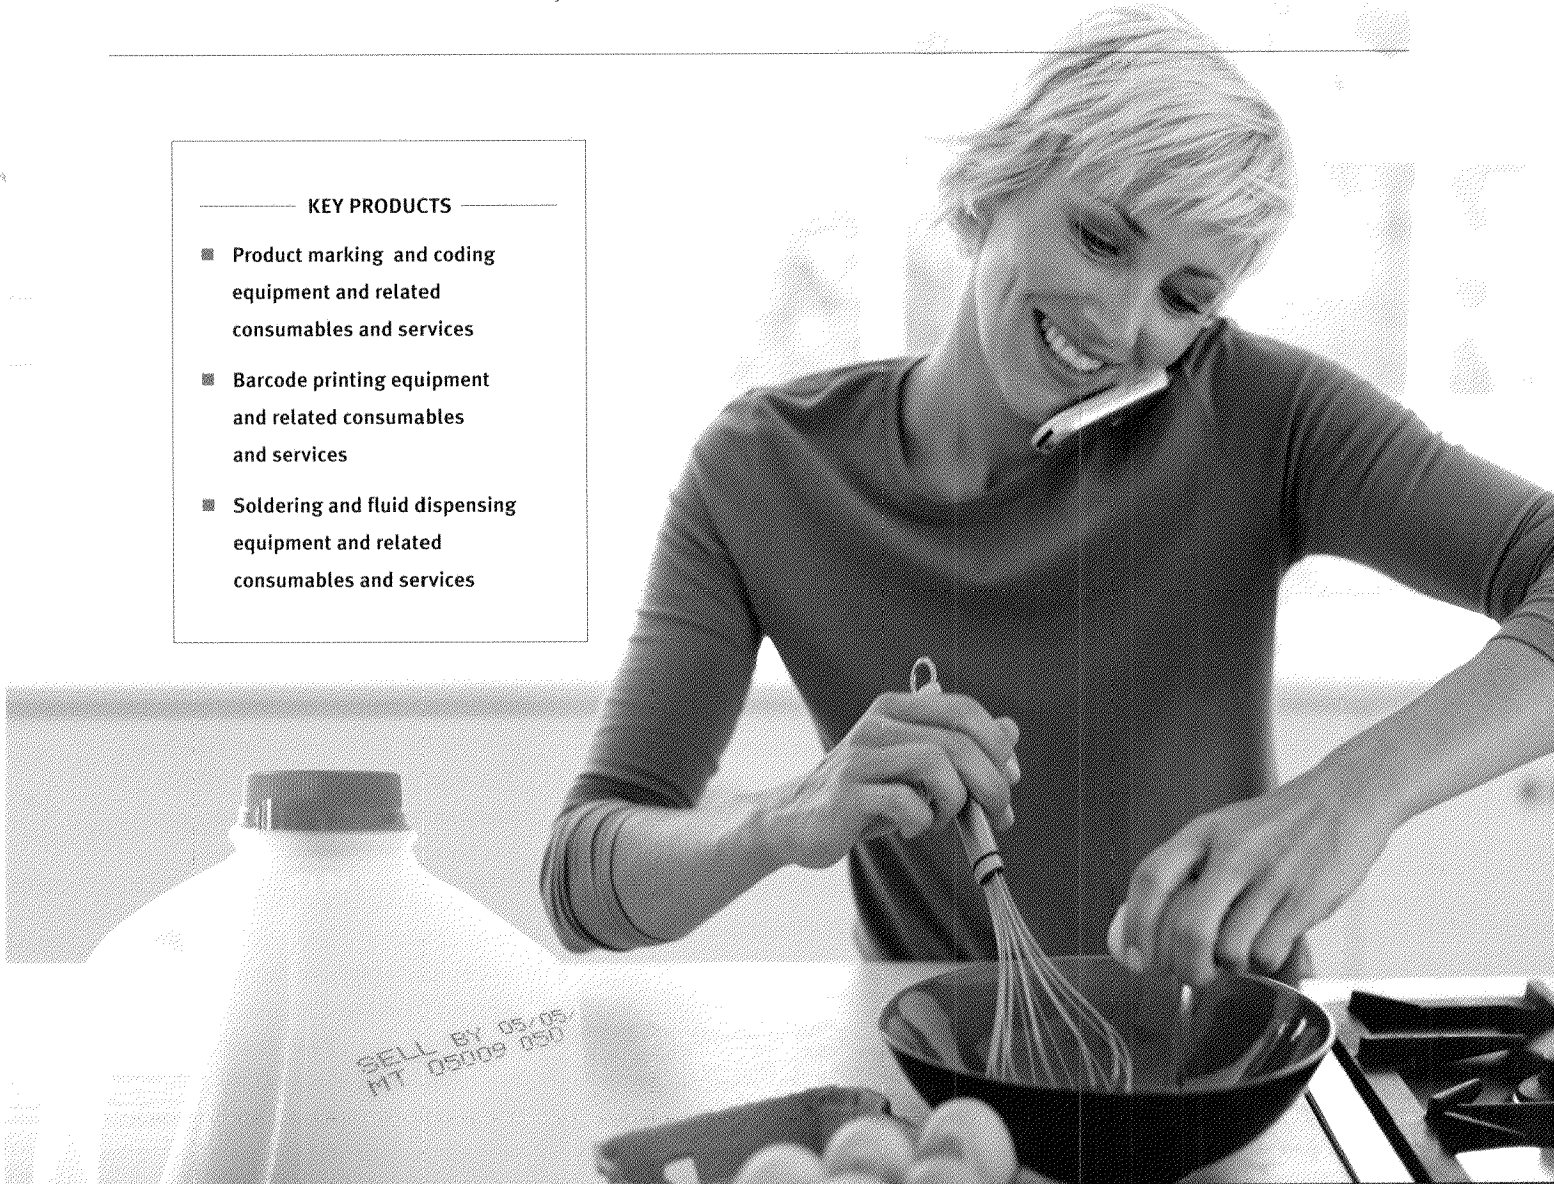 KEY PRODUCTS
■ Product marking and coding
equipment and related
consumables and services
■ Barcode printing equipment
and related consumables
and services
■ Soldering and fluid dispensing
equipment and related
consumables and services
SELL BY 05/05/
MT 05009 050